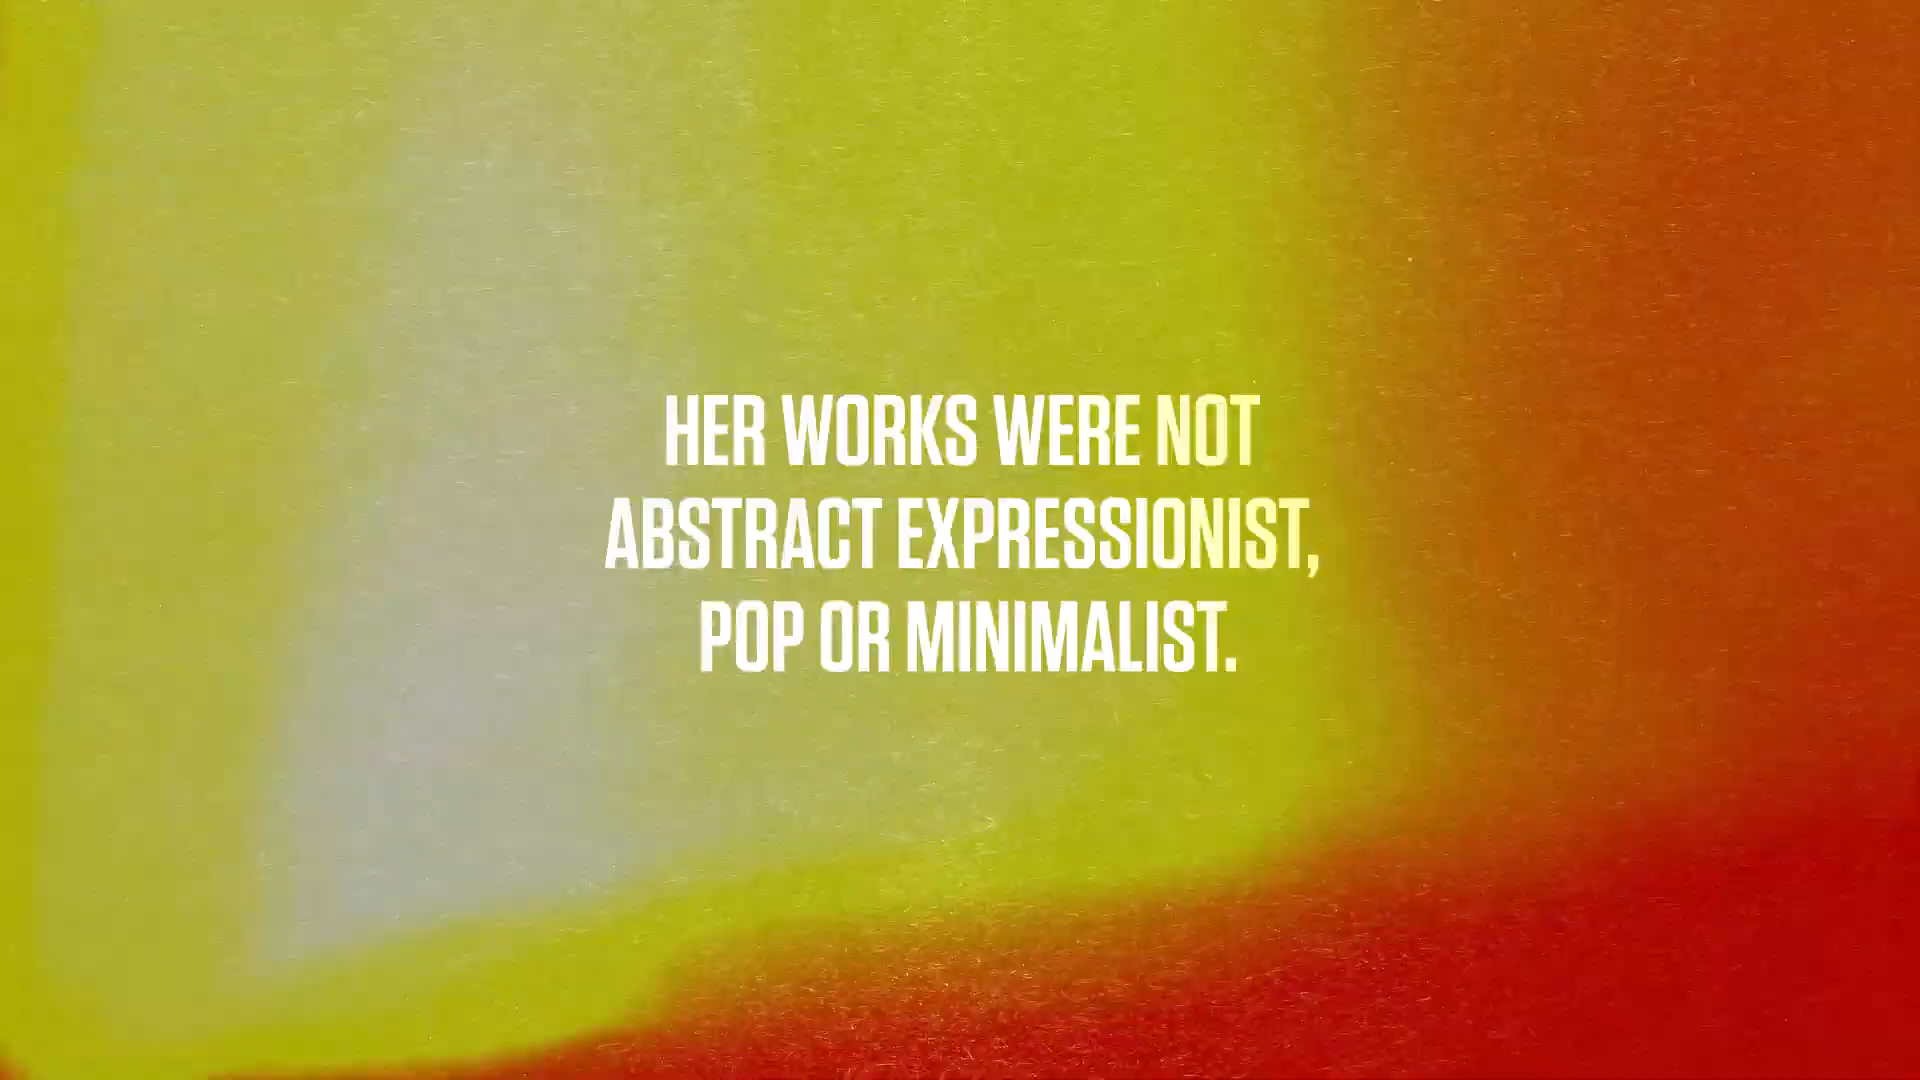 HER WORKS WERE NOT
ABSTRACT EXPRESSIONIST,
POP OR MINIMALIST.